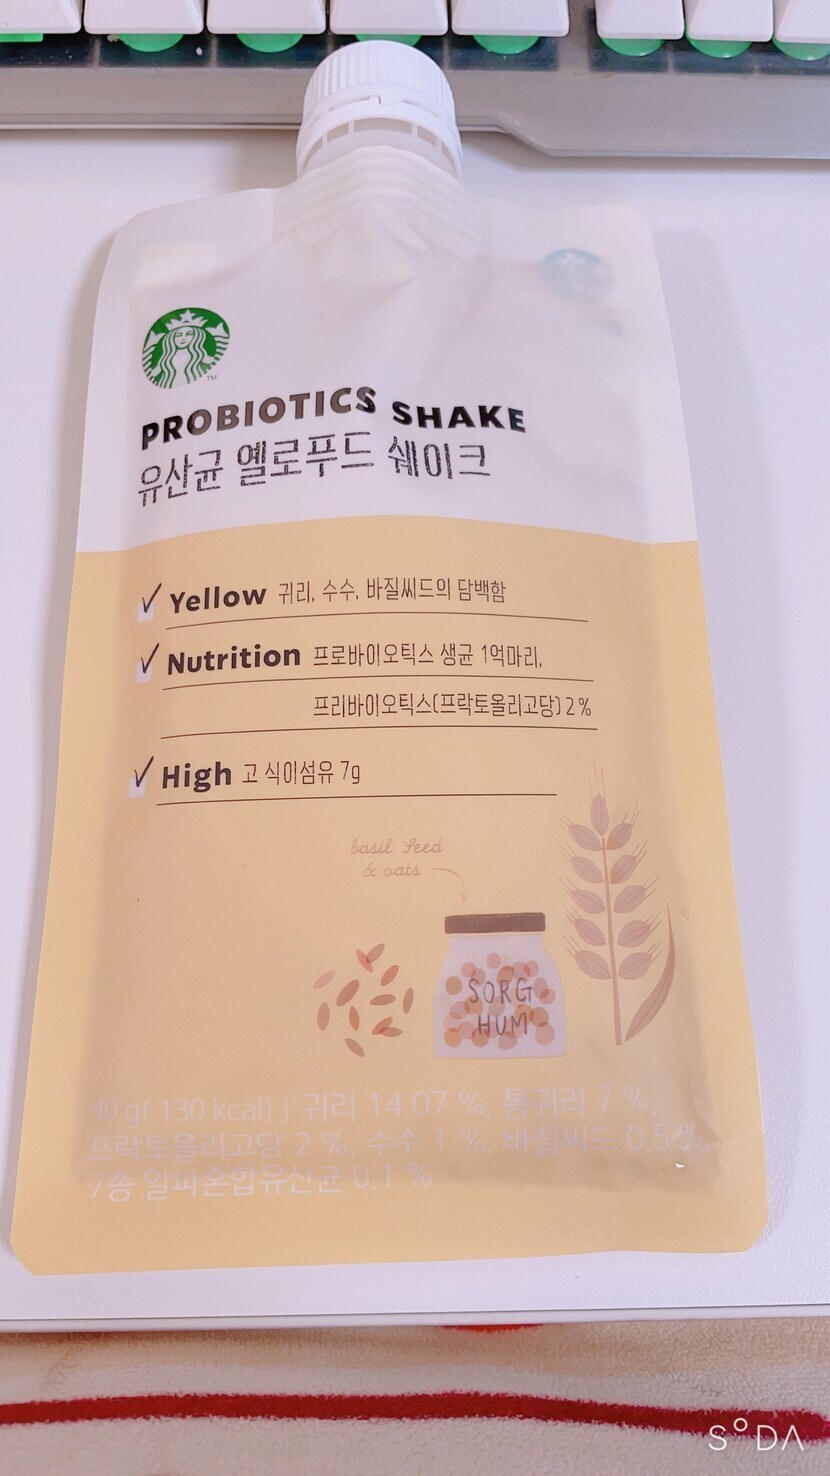 TM
PROBIOTICS SHAKE
유산균 옐로푸드 쉐이크
Yellow 귀리, 수수, 바질씨드의 담백함
Nutrition 프로바이오틱스 생균 1억마리,
프리바이오틱스(프락토올리고당) 2%
High 고 식이섬유 7g
basil Seed
& oats
SORG
HUM
40 g( 130 kcal) | 귀리 14.07 %, 통귀리 7 %,
프락토올리고당 2 %, 수수 1 %, 바질씨드 0.5 %,
7종 알파혼합유산균 0.1 %
SODA